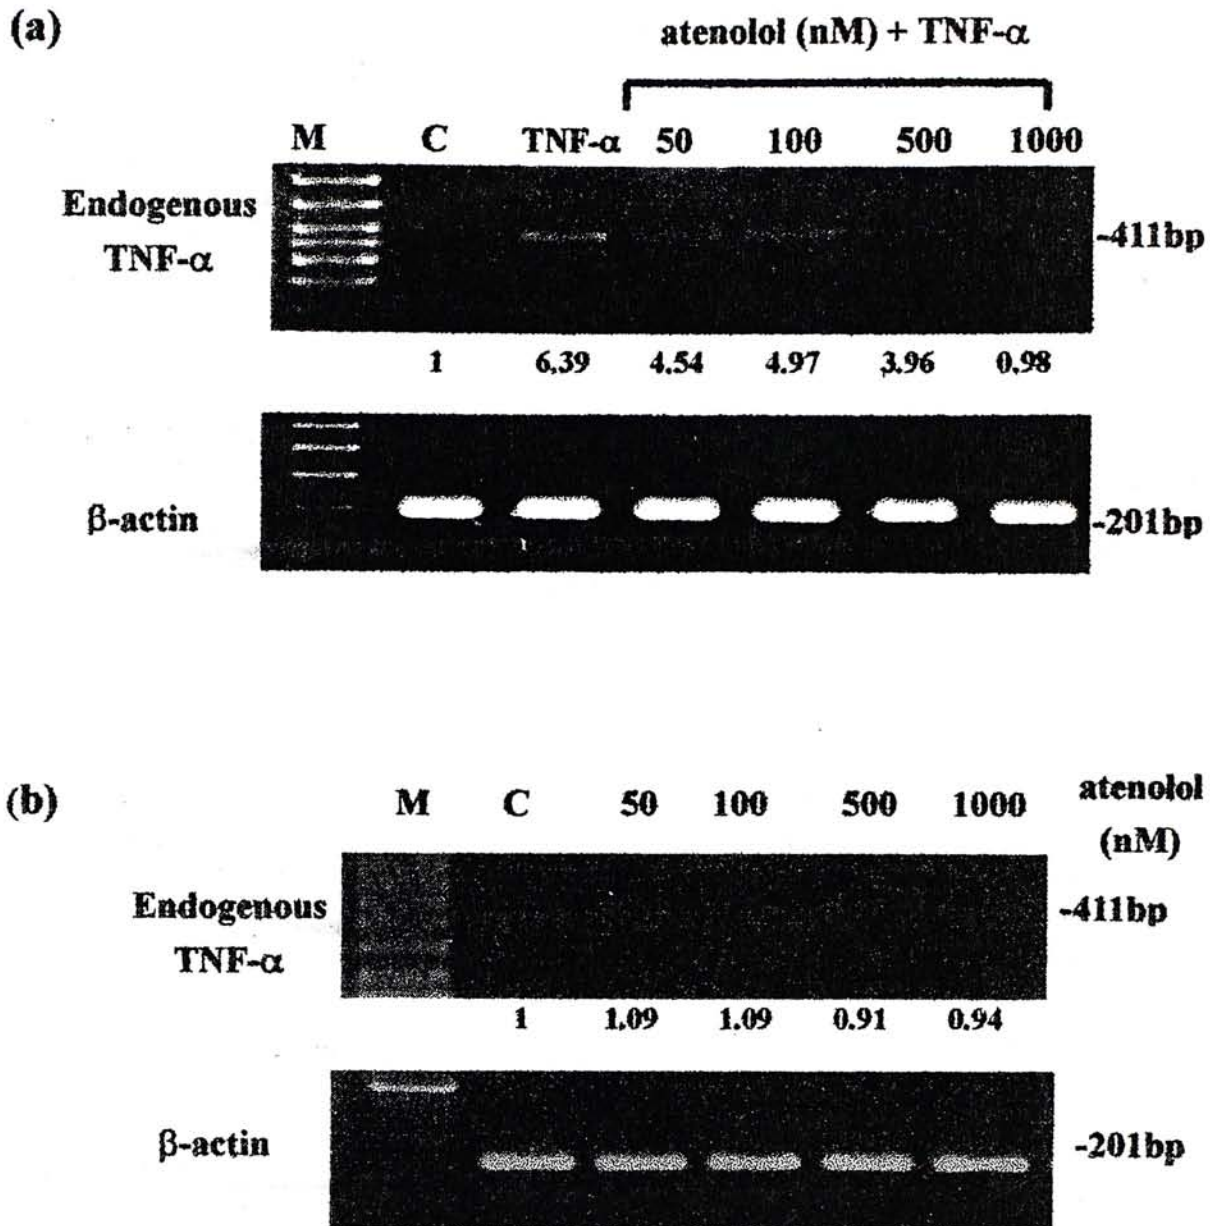 (a)
atenolol (nM) + TNF-α
M C TNF-α 50 100 500 1000
Endogenous
TNF-α
-411bp
1 6.39 4.54 4.97 3.96 0.98
β-actin
-201bp
(b)
M C 50 100 500 1000
atenolol
(nM)
Endogenous
TNF-α
-411bp
1 1.09 1.09 0.91 0.94
β-actin
-201bp